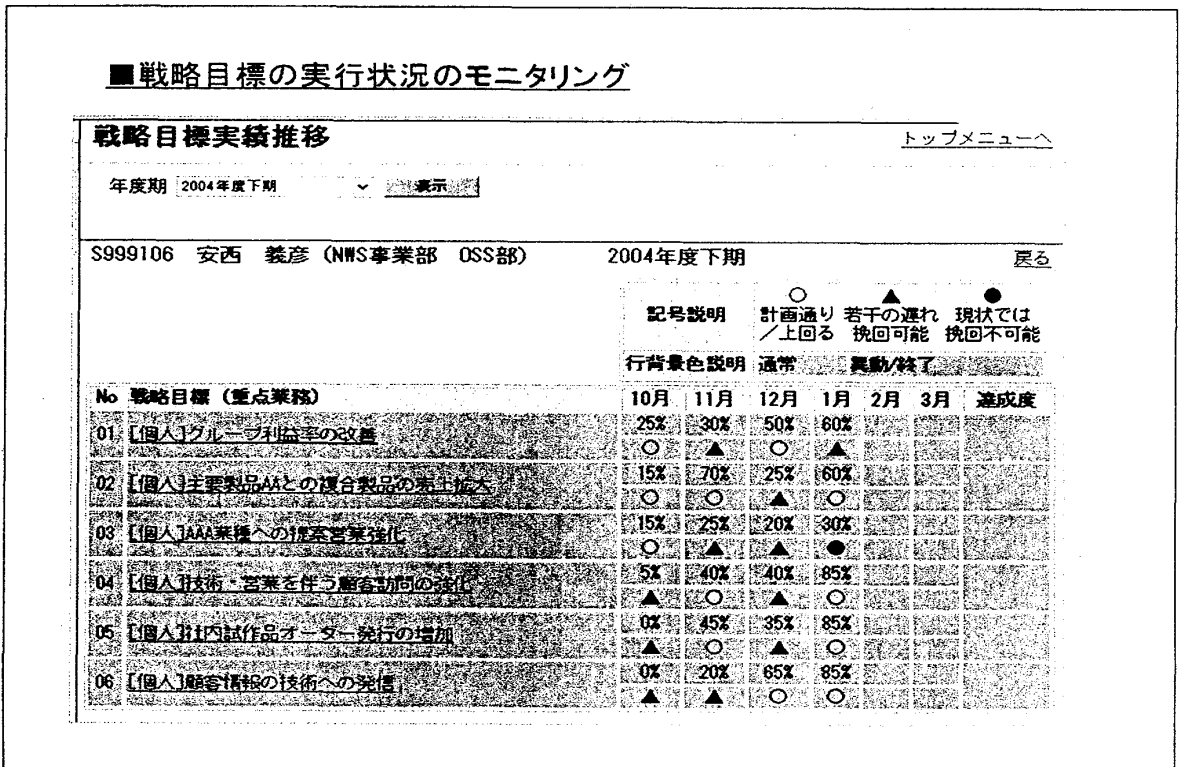 ■戦略目標の実行状況のモニタリング
戦略目標実績推移
トップメニューへ
年度期 2004年度下期 表示
S999106 安西 義彦 (NWS事業部 OSS部) 2004年度下期 戻る
記号説明 ○ ▲ ●
計画通り／上回る 若干の遅れ 挽回可能 現状では 挽回不可能
行背景色説明 通常 異動/終了
No 戦略目標 (重点業務) 10月 11月 12月 1月 2月 3月 達成度
01 [個人]グループ利益率の改善 25% 30% 50% 60%
○ ▲ ○ ▲
02 [個人]主要製品AAとの複合製品の売上拡大 15% 70% 25% 60%
○ ○ ▲ ○
03 [個人]AAA業種への提案営業強化 15% 25% 20% 30%
○ ▲ ▲ ●
04 [個人]技術・営業を伴う顧客訪問の強化 5% 40% 40% 85%
▲ ○ ▲ ○
05 [個人]社内試作品オーダー発行の増加 0% 45% 35% 85%
▲ ○ ▲ ○
06 [個人]顧客情報の技術への発信 0% 20% 65% 85%
▲ ▲ ○ ○